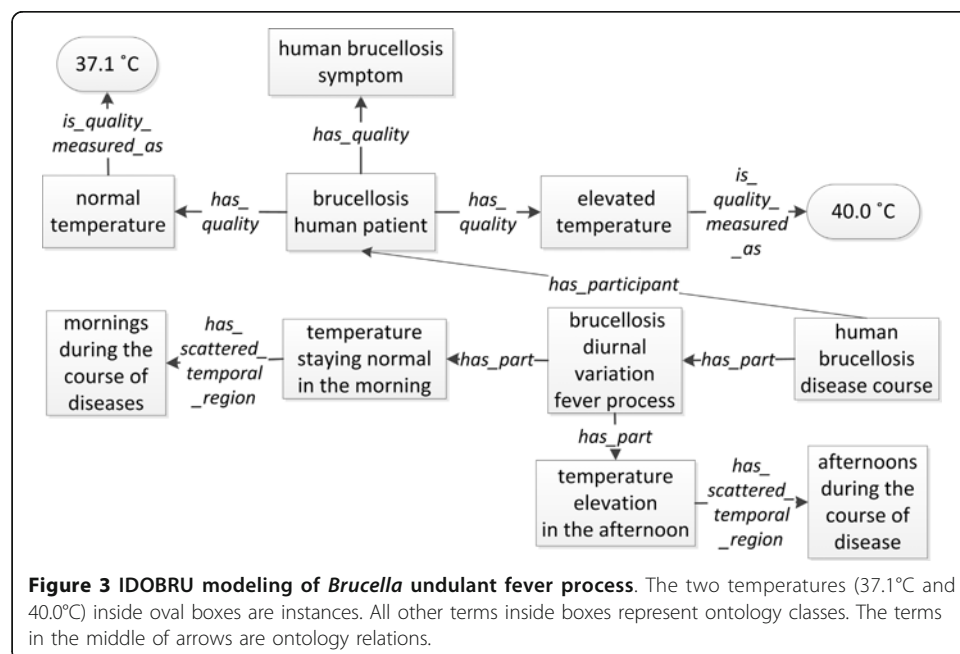 human brucellosis
symptom
37.1 ˚C
is_quality_
measured_as
has_quality
normal
temperature
has_
quality
brucellosis
human patient
has_
quality
elevated
temperature
is_
quality_
measured
_as
40.0 ˚C
has_participant
mornings
during the
course of
diseases
has_
scattered_
temporal
_region
temperature
staying normal
in the morning
has_part
brucellosis
diurnal
variation
fever process
has_part
human
brucellosis
disease course
has_part
temperature
elevation
in the afternoon
has_
scattered_
temporal
_region
afternoons
during the
course of
disease
Figure 3 IDOBRU modeling of Brucella undulant fever process. The two temperatures (37.1°C and
40.0°C) inside oval boxes are instances. All other terms inside boxes represent ontology classes. The terms
in the middle of arrows are ontology relations.